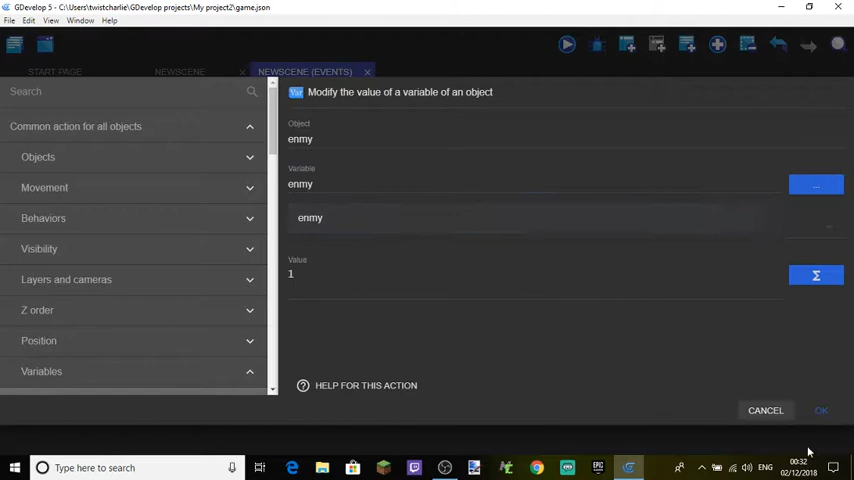 GDevelop 5 - C:\Users\twistcharlie\GDevelop projects\My project2\game.json
File Edit View Window Help
START PAGE NEWSCENE NEWSCENE (EVENTS)
Search
Var Modify the value of a variable of an object
Common action for all objects
Object
enmy
Objects
Variable
enmy
...
Movement
Behaviors
enmy
Visibility
Value
1
Σ
Layers and cameras
Z order
Position
Variables
? HELP FOR THIS ACTION
CANCEL OK
Type here to search
EPIC
ENG
00:32
02/12/2018